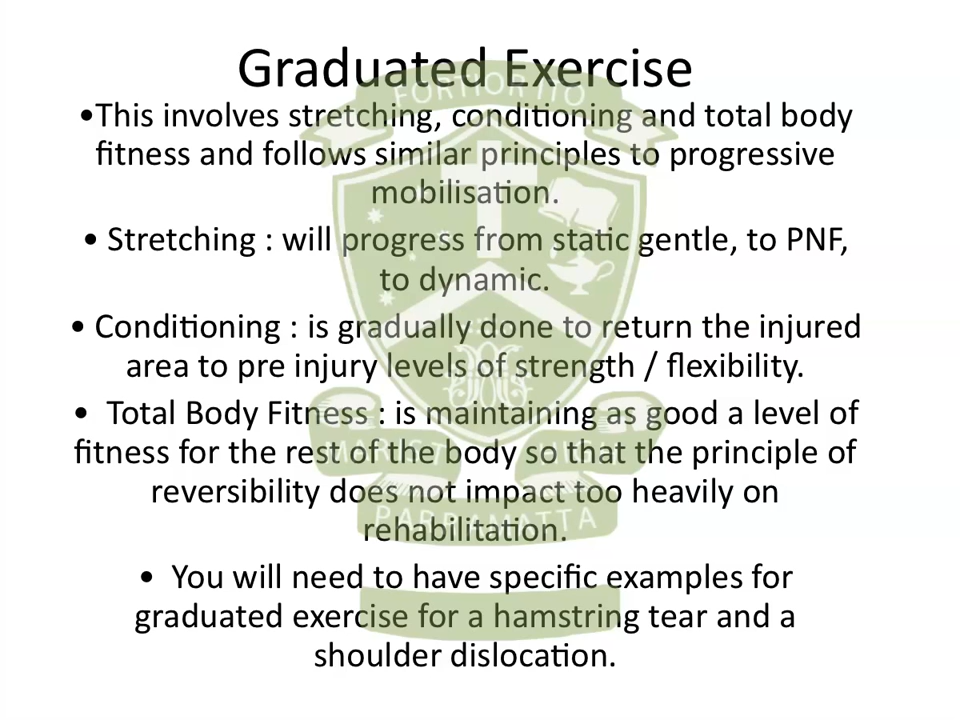 Graduated Exercise
•This involves stretching, conditioning and total body
fitness and follows similar principles to progressive
mobilisation.
• Stretching : will progress from static gentle, to PNF,
to dynamic.
• Conditioning : is gradually done to return the injured
area to pre injury levels of strength / flexibility.
• Total Body Fitness : is maintaining as good a level of
fitness for the rest of the body so that the principle of
reversibility does not impact too heavily on
rehabilitation.
• You will need to have specific examples for
graduated exercise for a hamstring tear and a
shoulder dislocation.
FORTIOR ITO
MARIST
PARRAMATTA